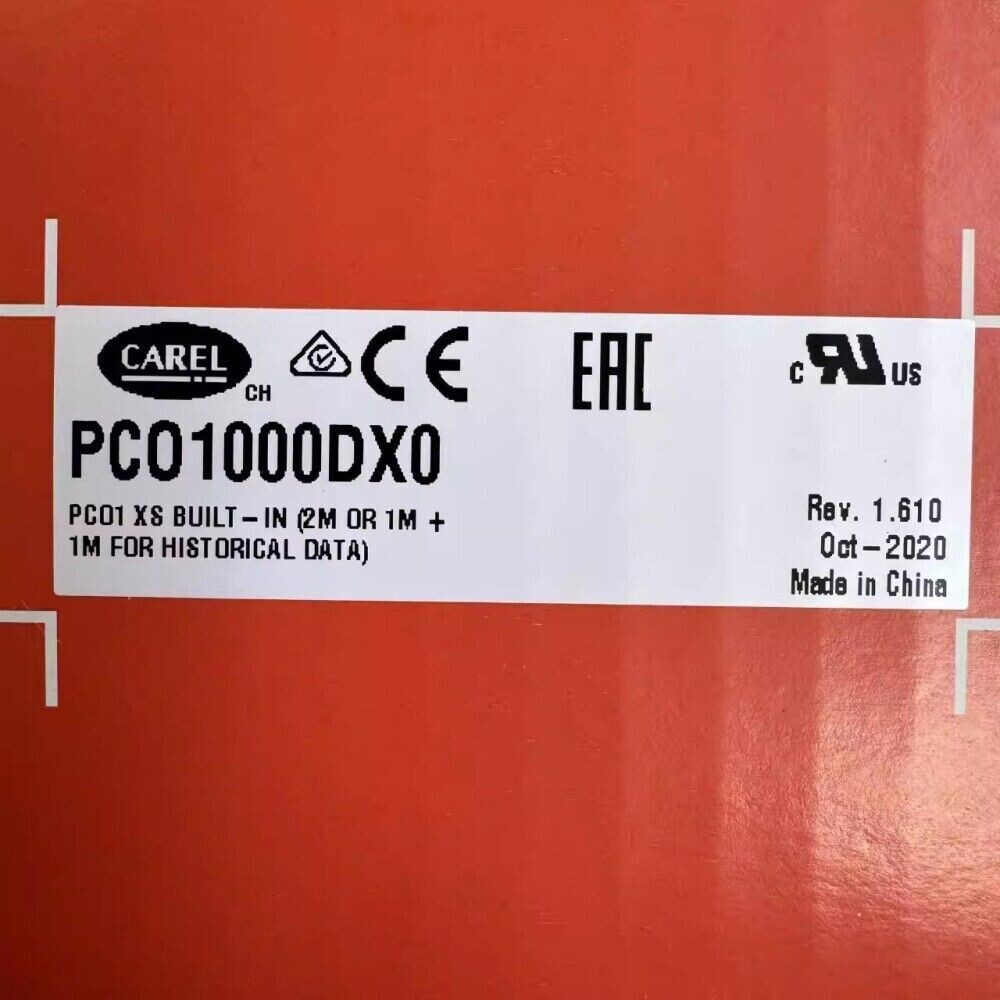 CAREL CH CE EAC c RU US
PCO1000DX0
PCO1 XS BUILT-IN (2M OR 1M +
1M FOR HISTORICAL DATA)
Rev. 1.610
Oct-2020
Made in China